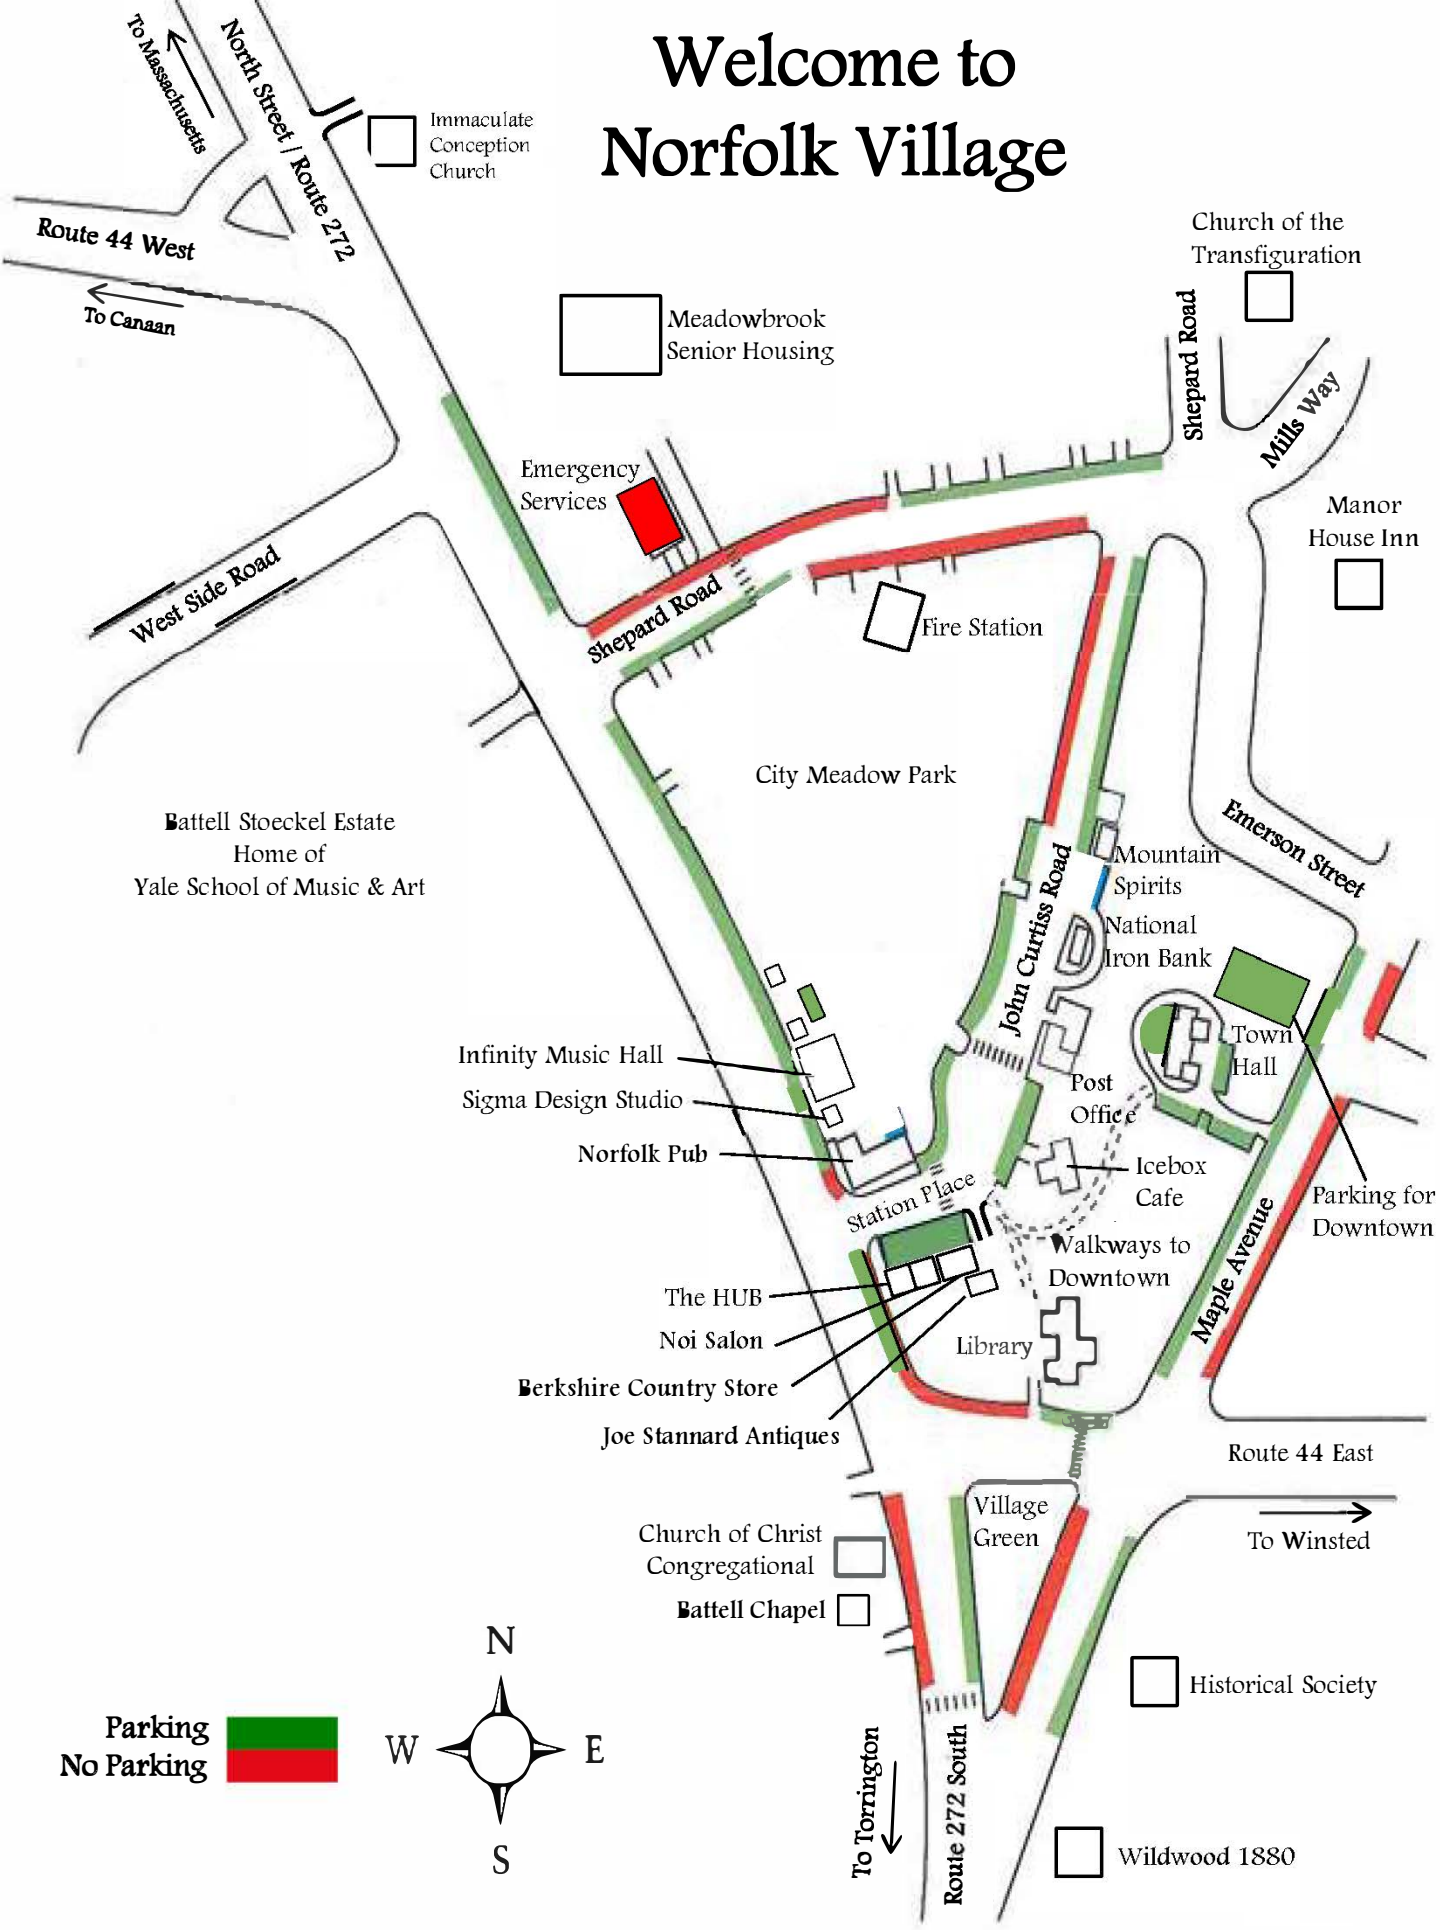 Welcome to
Norfolk Village
To Massachusetts
North Street / Route 272
Immaculate
Conception
Church
Route 44 West
To Canaan
Church of the
Transfiguration
Meadowbrook
Senior Housing
Shepard Road
Mills Way
Emergency
Services
Manor
House Inn
West Side Road
Shepard Road
Fire Station
City Meadow Park
Battell Stoeckel Estate
Home of
Yale School of Music & Art
Emerson Street
Mountain
Spirits
John Curtiss Road
National
Iron Bank
Town
Hall
Infinity Music Hall
Sigma Design Studio
Post
Office
Norfolk Pub
Icebox
Cafe
Station Place
Parking for
Downtown
Maple Avenue
Walkways to
Downtown
The HUB
Noi Salon
Library
Berkshire Country Store
Joe Stannard Antiques
Route 44 East
Village
Green
To Winsted
Church of Christ
Congregational
Battell Chapel
Historical Society
N
W
E
S
Parking
No Parking
To Torrington
Route 272 South
Wildwood 1880